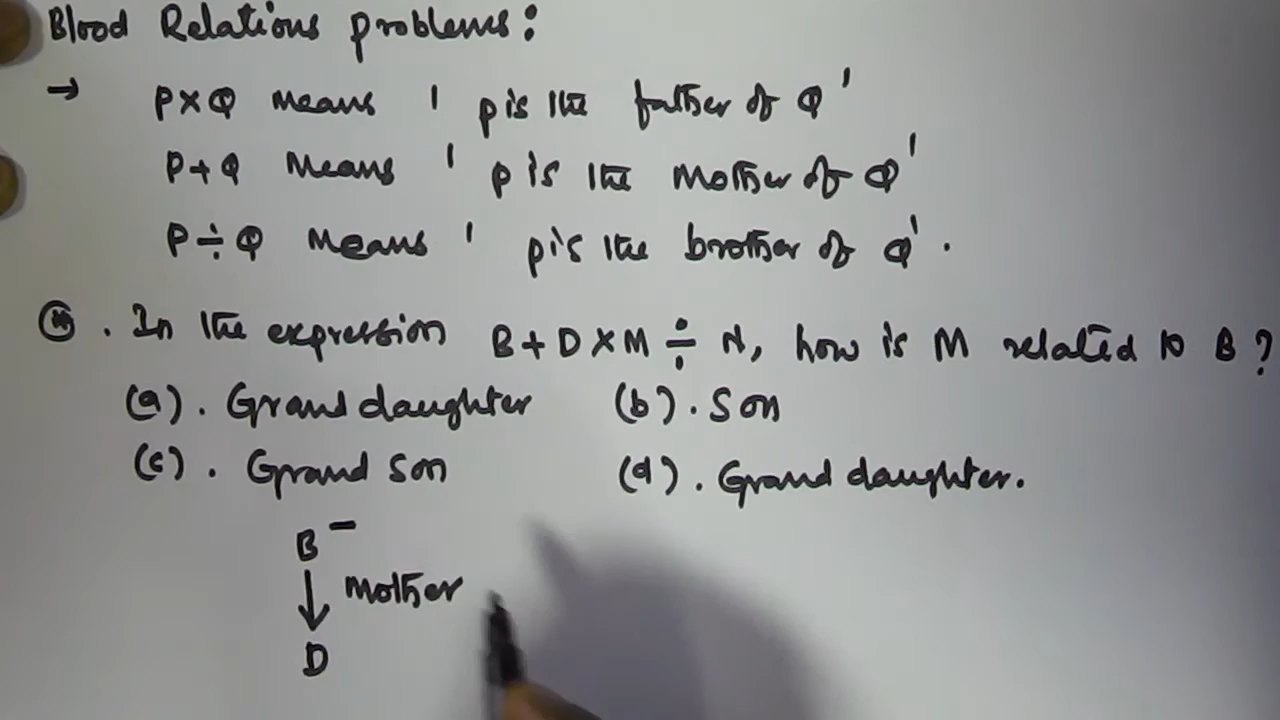 Blood Relations problems:
→ P×Q means ' p is the father of Q'
P+Q Means ' p is the Mother of Q'
P÷Q Means ' p is the brother of Q'.
In the expression B+D×M÷N, how is M related to B?
(a). Grand daughter (b). Son
(c). Grand Son (d). Grand daughter.
B −
↓ Mother
D